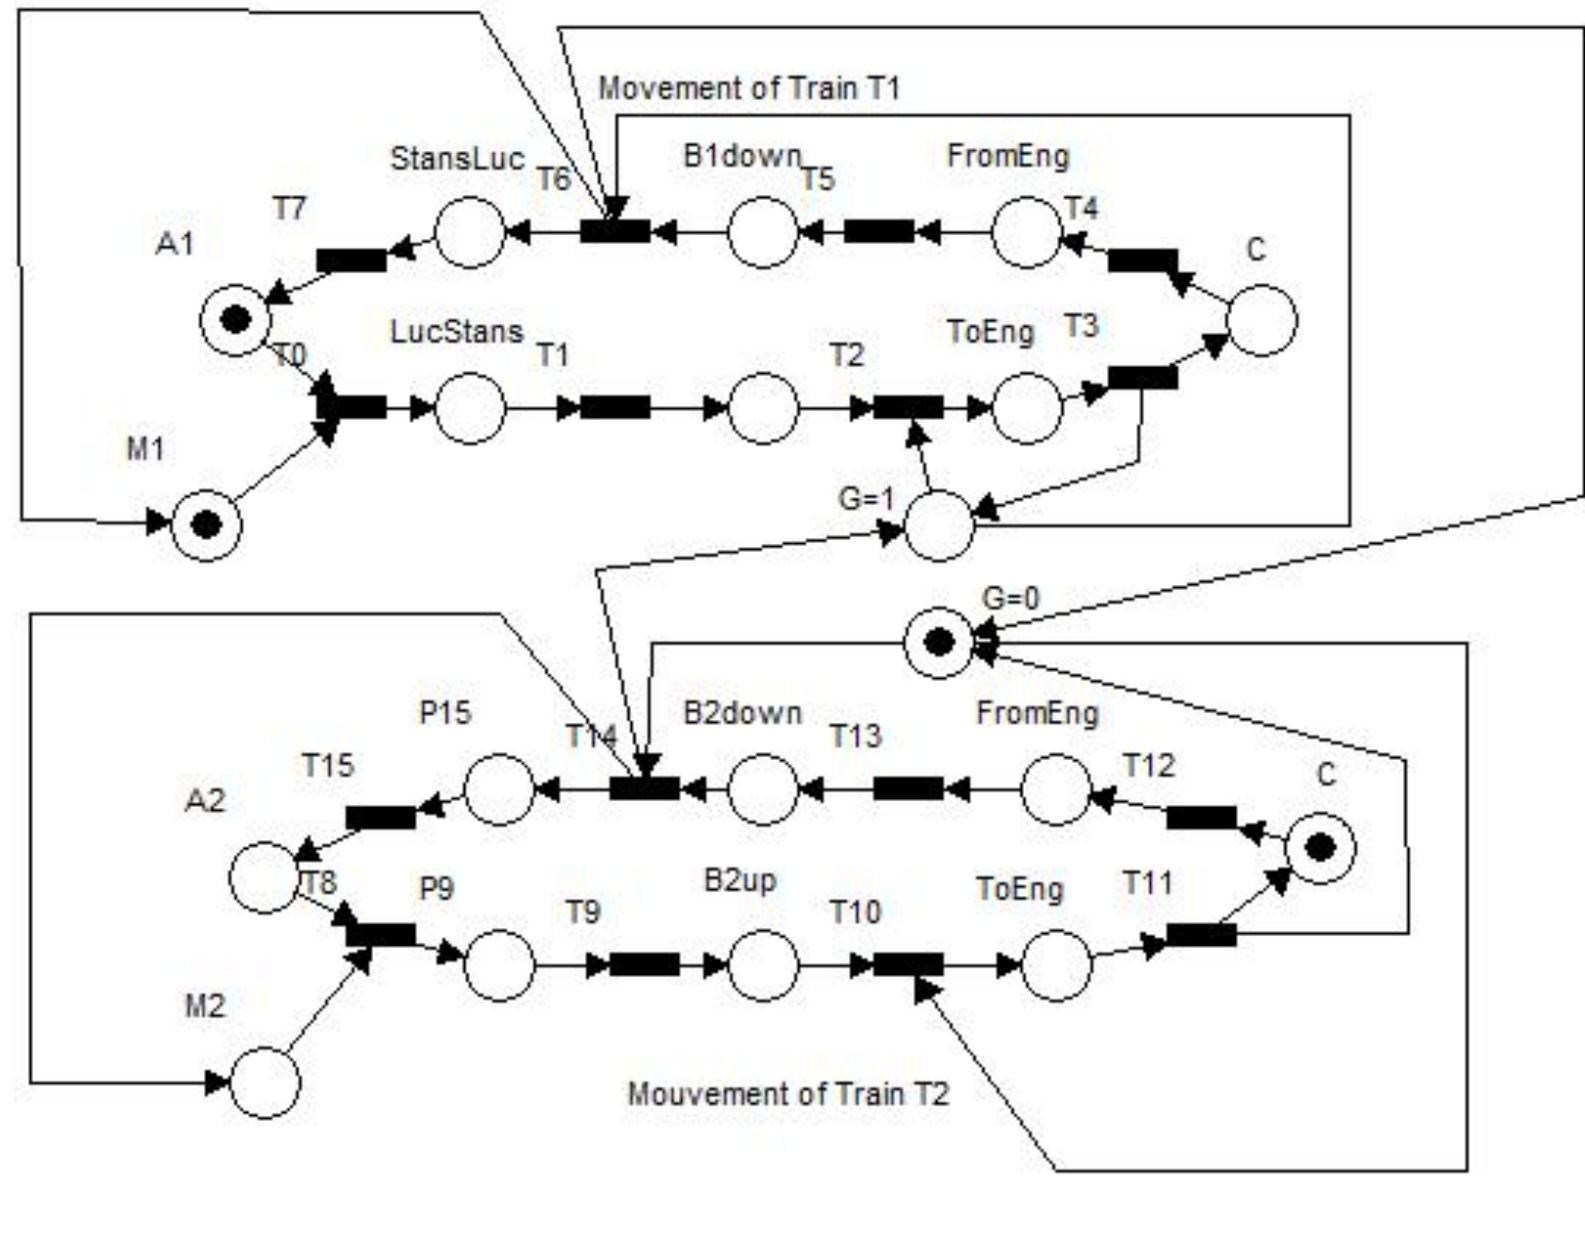 Movement of Train T1
StansLuc
T6
B1down
T5
FromEng
T7
T4
A1
C
T0
LucStans
T1
T2
ToEng
T3
M1
G=1
G=0
P15
T14
B2down
T13
FromEng
T15
T12
C
A2
T8
P9
T9
B2up
T10
ToEng
T11
M2
Mouvement of Train T2